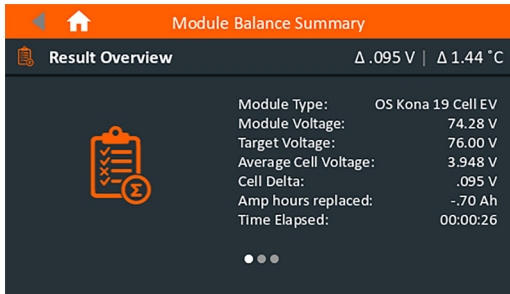 Module Balance Summary
Result Overview Δ .095 V | Δ 1.44 °C
Module Type: OS Kona 19 Cell EV
Module Voltage: 74.28 V
Target Voltage: 76.00 V
Average Cell Voltage: 3.948 V
Cell Delta: .095 V
Amp hours replaced: -.70 Ah
Time Elapsed: 00:00:26
Σ